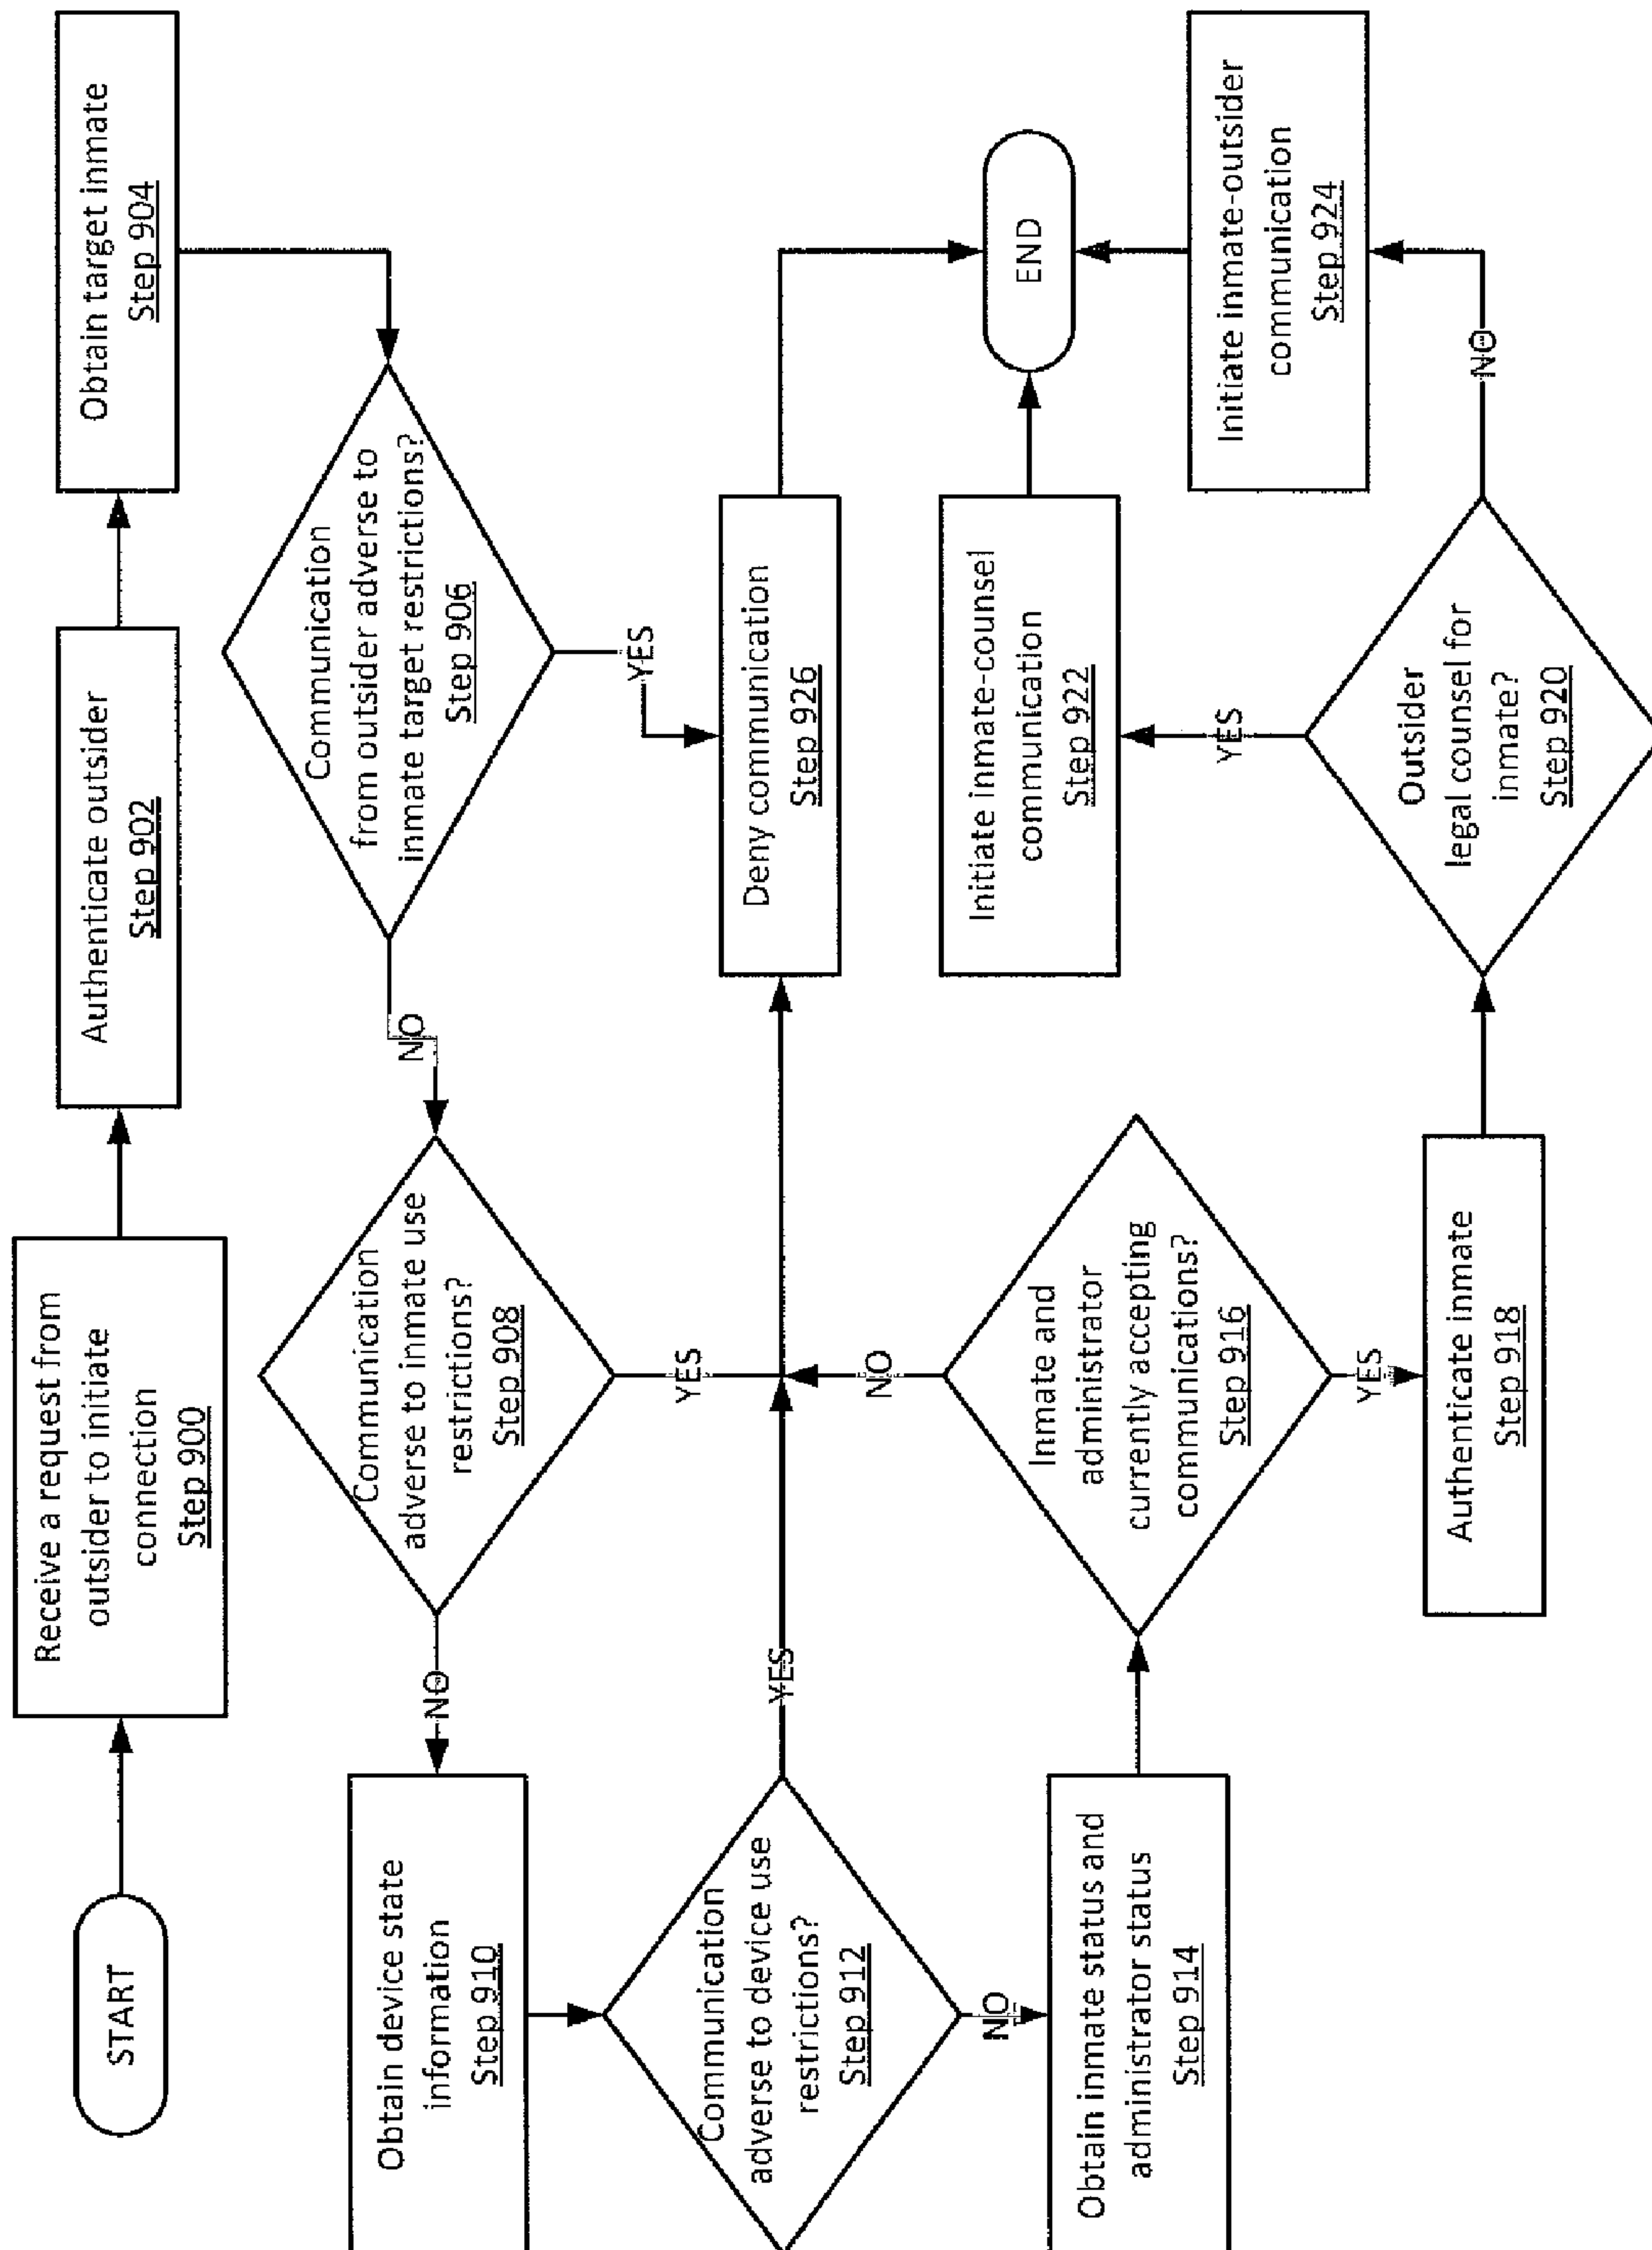 START
Receive a request from
outsider to initiate
connection
Step 900
Authenticate outsider
Step 902
Obtain target inmate
Step 904
Communication
from outsider adverse to
inmate target restrictions?
Step 906
YES
NO
Communication
adverse to inmate use
restrictions?
Step 908
YES
NO
Obtain device state
information
Step 910
Communication
adverse to device use
restrictions?
Step 912
YES
NO
Obtain inmate status and
administrator status
Step 914
Inmate and
administrator
currently accepting
communications?
Step 916
NO
YES
Authenticate inmate
Step 918
Outsider
legal counsel for
inmate?
Step 920
YES
NO
Initiate inmate-counsel
communication
Step 922
Initiate inmate-outsider
communication
Step 924
Deny communication
Step 926
END